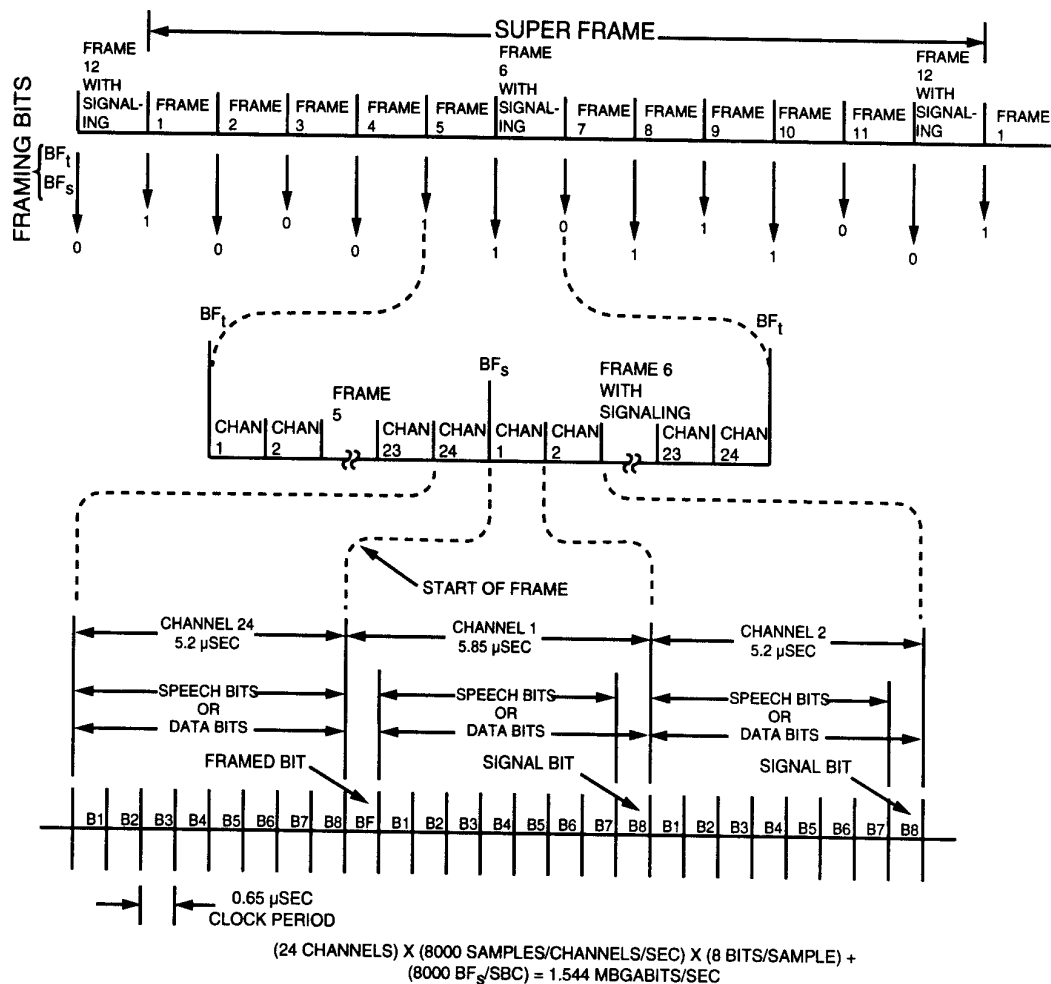 SUPER FRAME
FRAME
12
WITH
SIGNAL-
ING
FRAME
1
FRAME
2
FRAME
3
FRAME
4
FRAME
5
FRAME
6
WITH
SIGNAL-
ING
FRAME
7
FRAME
8
FRAME
9
FRAME
10
FRAME
11
FRAME
12
WITH
SIGNAL-
ING
FRAME
1
FRAMING BITS
BFt
BFs
0 1 0 0 0 1 1 0 1 1 1 0 0 1
BFt
BFs
BFt
FRAME
5
FRAME 6
WITH
SIGNALING
CHAN
1
CHAN
2
CHAN
23
CHAN
24
CHAN
1
CHAN
2
CHAN
23
CHAN
24
START OF FRAME
CHANNEL 24
5.2 µSEC
CHANNEL 1
5.85 µSEC
CHANNEL 2
5.2 µSEC
SPEECH BITS
OR
DATA BITS
SPEECH BITS
OR
DATA BITS
SPEECH BITS
OR
DATA BITS
FRAMED BIT
SIGNAL BIT
SIGNAL BIT
B1 B2 B3 B4 B5 B6 B7 B8 BF B1 B2 B3 B4 B5 B6 B7 B8 B1 B2 B3 B4 B5 B6 B7 B8
0.65 µSEC
CLOCK PERIOD
(24 CHANNELS) X (8000 SAMPLES/CHANNELS/SEC) X (8 BITS/SAMPLE) +
(8000 BFs/SBC) = 1.544 MBGABITS/SEC